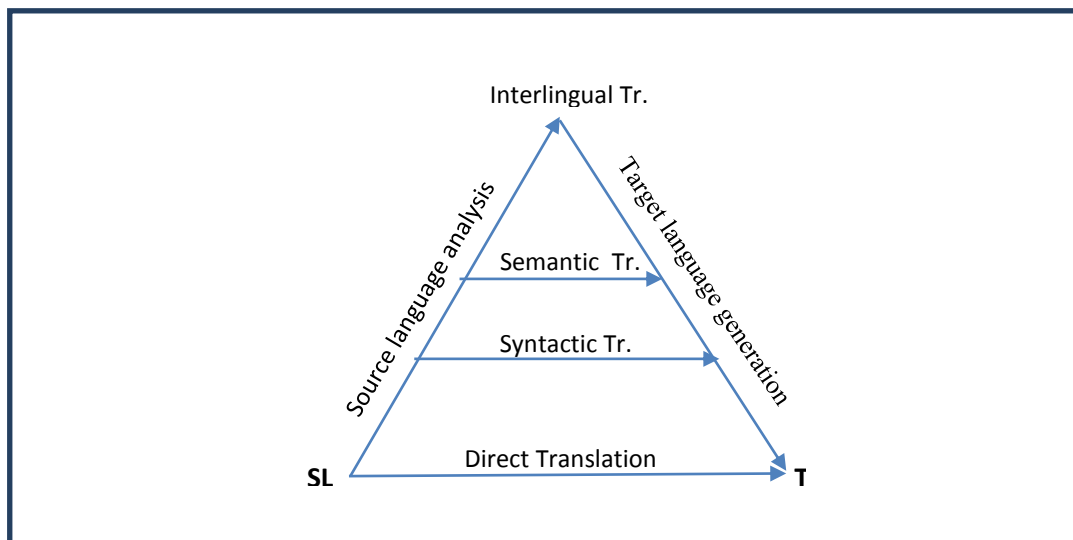 Interlingual Tr.
Source language analysis
Target language generation
Semantic Tr.
Syntactic Tr.
Direct Translation
SL
T